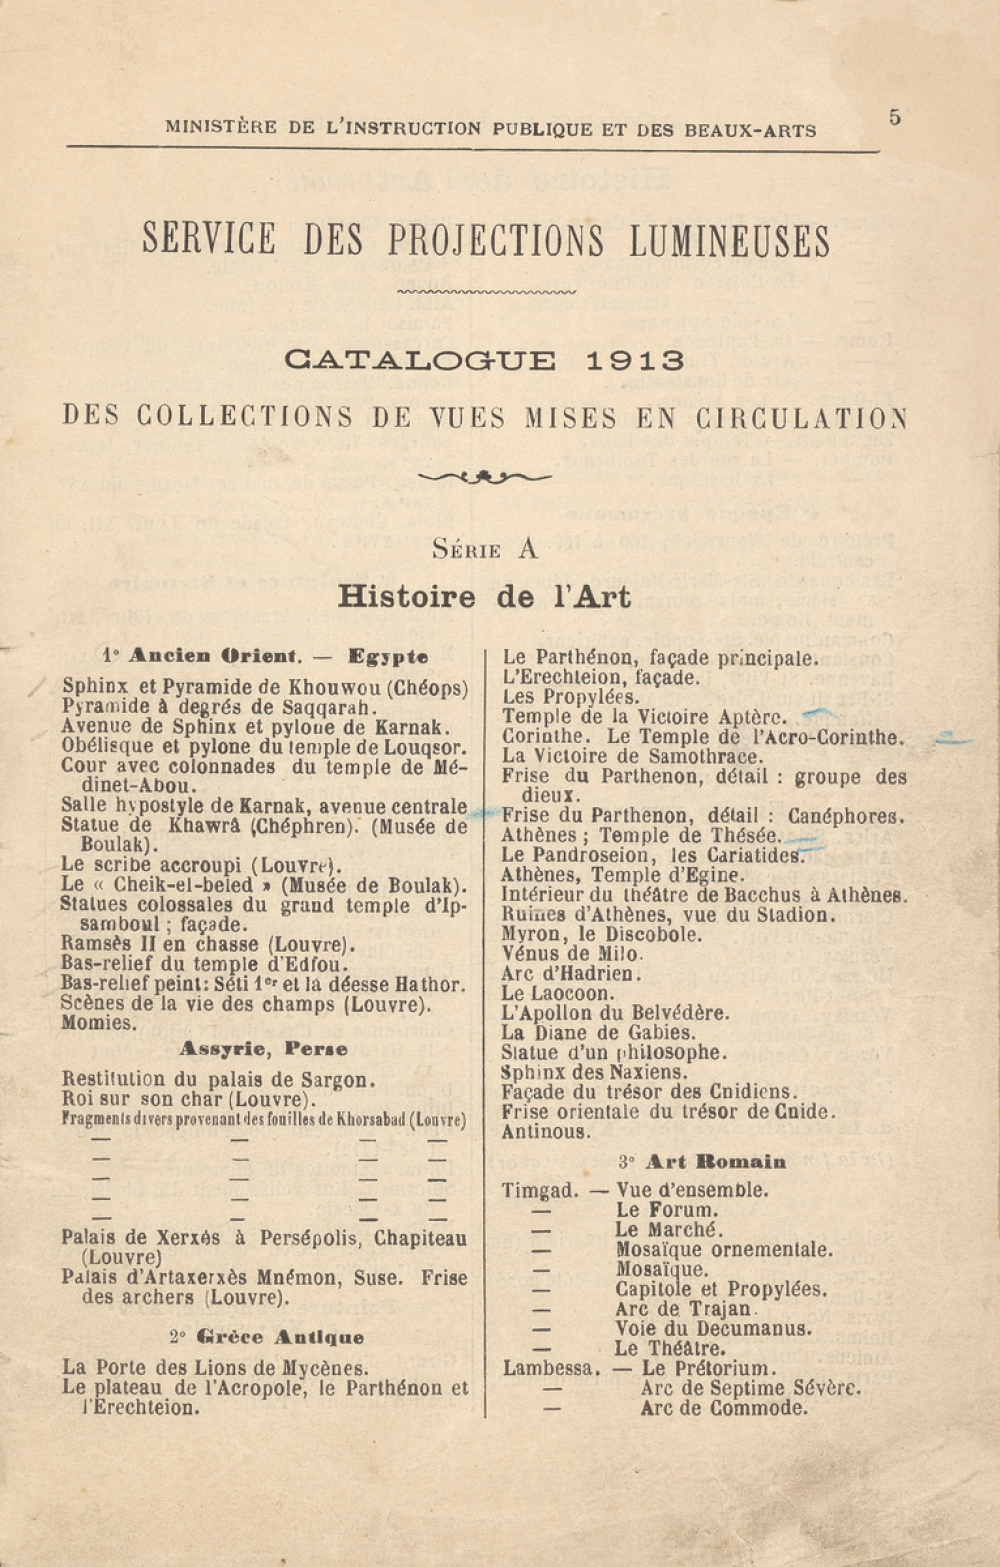 5
MINISTÈRE DE L'INSTRUCTION PUBLIQUE ET DES BEAUX-ARTS
SERVICE DES PROJECTIONS LUMINEUSES
CATALOGUE 1913
DES COLLECTIONS DE VUES MISES EN CIRCULATION
SÉRIE A
Histoire de l'Art
1° Ancien Orient. — Egypte
Sphinx et Pyramide de Khouwou (Chéops)
Pyramide à degrés de Saqqarah.
Avenue de Sphinx et pylone de Karnak.
Obélisque et pylone du temple de Louqsor.
Cour avec colonnades du temple de Mé-
dinet-Abou.
Salle hypostyle de Karnak, avenue centrale
Statue de Khawrâ (Chéphren). (Musée de
Boulak).
Le scribe accroupi (Louvre).
Le « Cheik-el-beled » (Musée de Boulak).
Statues colossales du grand temple d'Ip-
samboul ; façade.
Ramsès II en chasse (Louvre).
Bas-relief du temple d'Edfou.
Bas-relief peint : Séti 1er et la déesse Hathor.
Scènes de la vie des champs (Louvre).
Momies.
Assyrie, Perse
Restitution du palais de Sargon.
Roi sur son char (Louvre).
Fragments divers provenant des fouilles de Khorsabad (Louvre)
— — — —
— — — —
— — — —
— — — —
— — — —
Palais de Xerxès à Persépolis, Chapiteau
(Louvre)
Palais d'Artaxerxès Mnémon, Suse. Frise
des archers (Louvre).
2° Grèce Antique
La Porte des Lions de Mycènes.
Le plateau de l'Acropole, le Parthénon et
l'Erechteion.
Le Parthénon, façade principale.
L'Erechteion, façade.
Les Propylées.
Temple de la Victoire Aptère.
Corinthe. Le Temple de l'Acro-Corinthe.
La Victoire de Samothrace.
Frise du Parthenon, détail : groupe des
dieux.
Frise du Parthenon, détail : Canéphores.
Athènes ; Temple de Thésée.
Le Pandroseion, les Cariatides.
Athènes, Temple d'Egine.
Intérieur du théâtre de Bacchus à Athènes.
Ruines d'Athènes, vue du Stadion.
Myron, le Discobole.
Vénus de Milo.
Arc d'Hadrien.
Le Laocoon.
L'Apollon du Belvédère.
La Diane de Gabies.
Statue d'un philosophe.
Sphinx des Naxiens.
Façade du trésor des Cnidiens.
Frise orientale du trésor de Cnide.
Antinous.
3° Art Romain
Timgad. — Vue d'ensemble.
— Le Forum.
— Le Marché.
— Mosaïque ornementale.
— Mosaïque.
— Capitole et Propylées.
— Arc de Trajan.
— Voie du Decumanus.
— Le Théâtre.
Lambessa. — Le Prétorium.
— Arc de Septime Sévère.
— Arc de Commode.